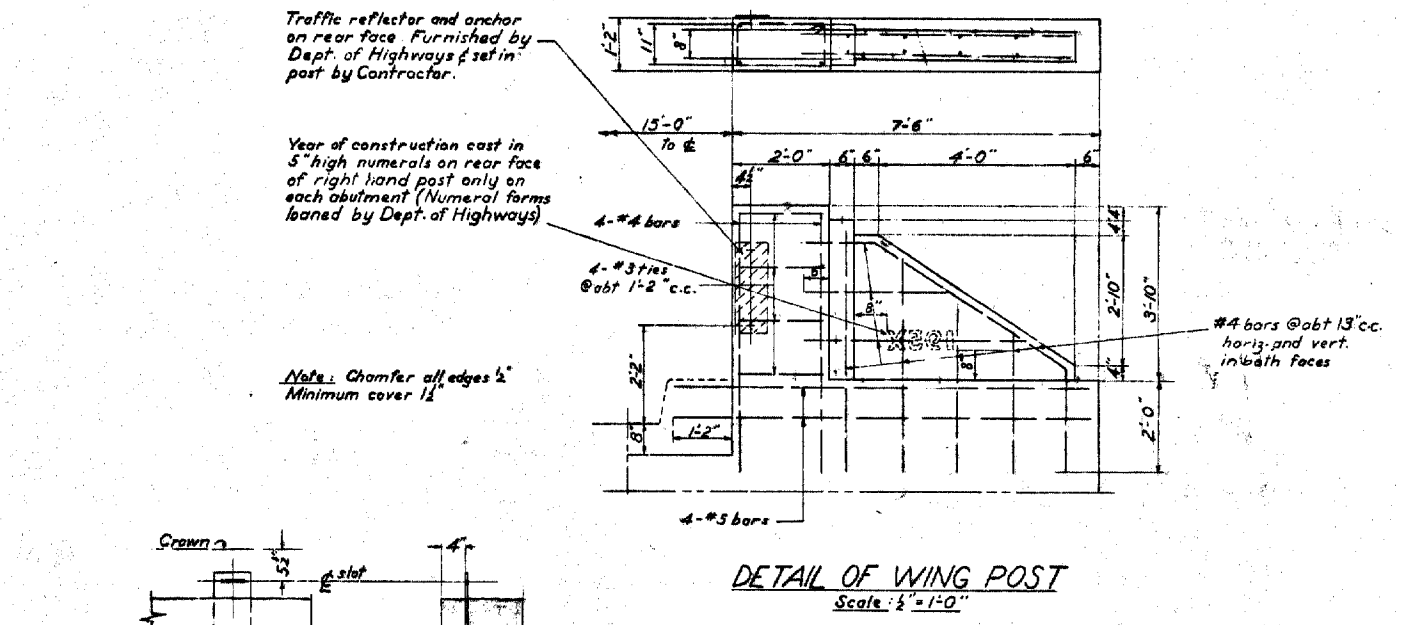 Traffic reflector and anchor
on rear face. Furnished by
Dept. of Highways & set in
post by Contractor.
1'-2"
11"
8"
15'-0"
to ℄
7'-6"
2'-0"
6"
6"
4'-0"
6"
4½"
Year of construction cast in
5" high numerals on rear face
of right hand post only on
each abutment (Numeral forms
loaned by Dept. of Highways)
4-#4 bars
4-#3 ties
@ abt 1'-2" c.c.
6"
8"
195X
8"
4"
4"
2'-10"
4"
3'-10"
2'-0"
#4 bars @ abt 13" c.c.
horiz. and vert.
in both faces
Note: Chamfer all edges ½"
Minimum cover 1½"
2'-2"
8"
1'-2"
4-#5 bars
Crown
5½"
℄ slot
4"
DETAIL OF WING POST
Scale: ½" = 1'-0"